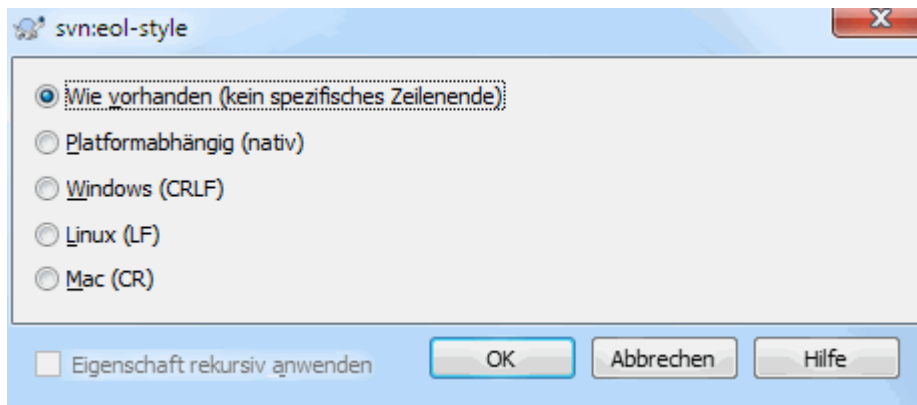 svn:eol-style
Wie vorhanden (kein spezifisches Zeilenende)
Platformabhängig (nativ)
Windows (CRLF)
Linux (LF)
Mac (CR)
Eigenschaft rekursiv anwenden OK Abbrechen Hilfe